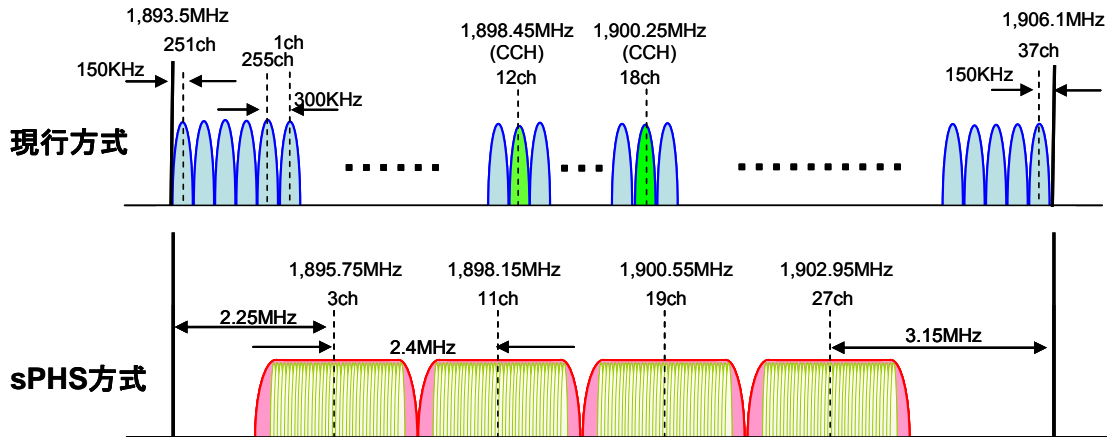 1,893.5MHz
251ch
1ch
255ch
150KHz
300KHz
1,898.45MHz
(CCH)
12ch
1,900.25MHz
(CCH)
18ch
1,906.1MHz
37ch
150KHz
現行方式
1,895.75MHz
3ch
1,898.15MHz
11ch
1,900.55MHz
19ch
1,902.95MHz
27ch
2.25MHz
2.4MHz
3.15MHz
sPHS方式